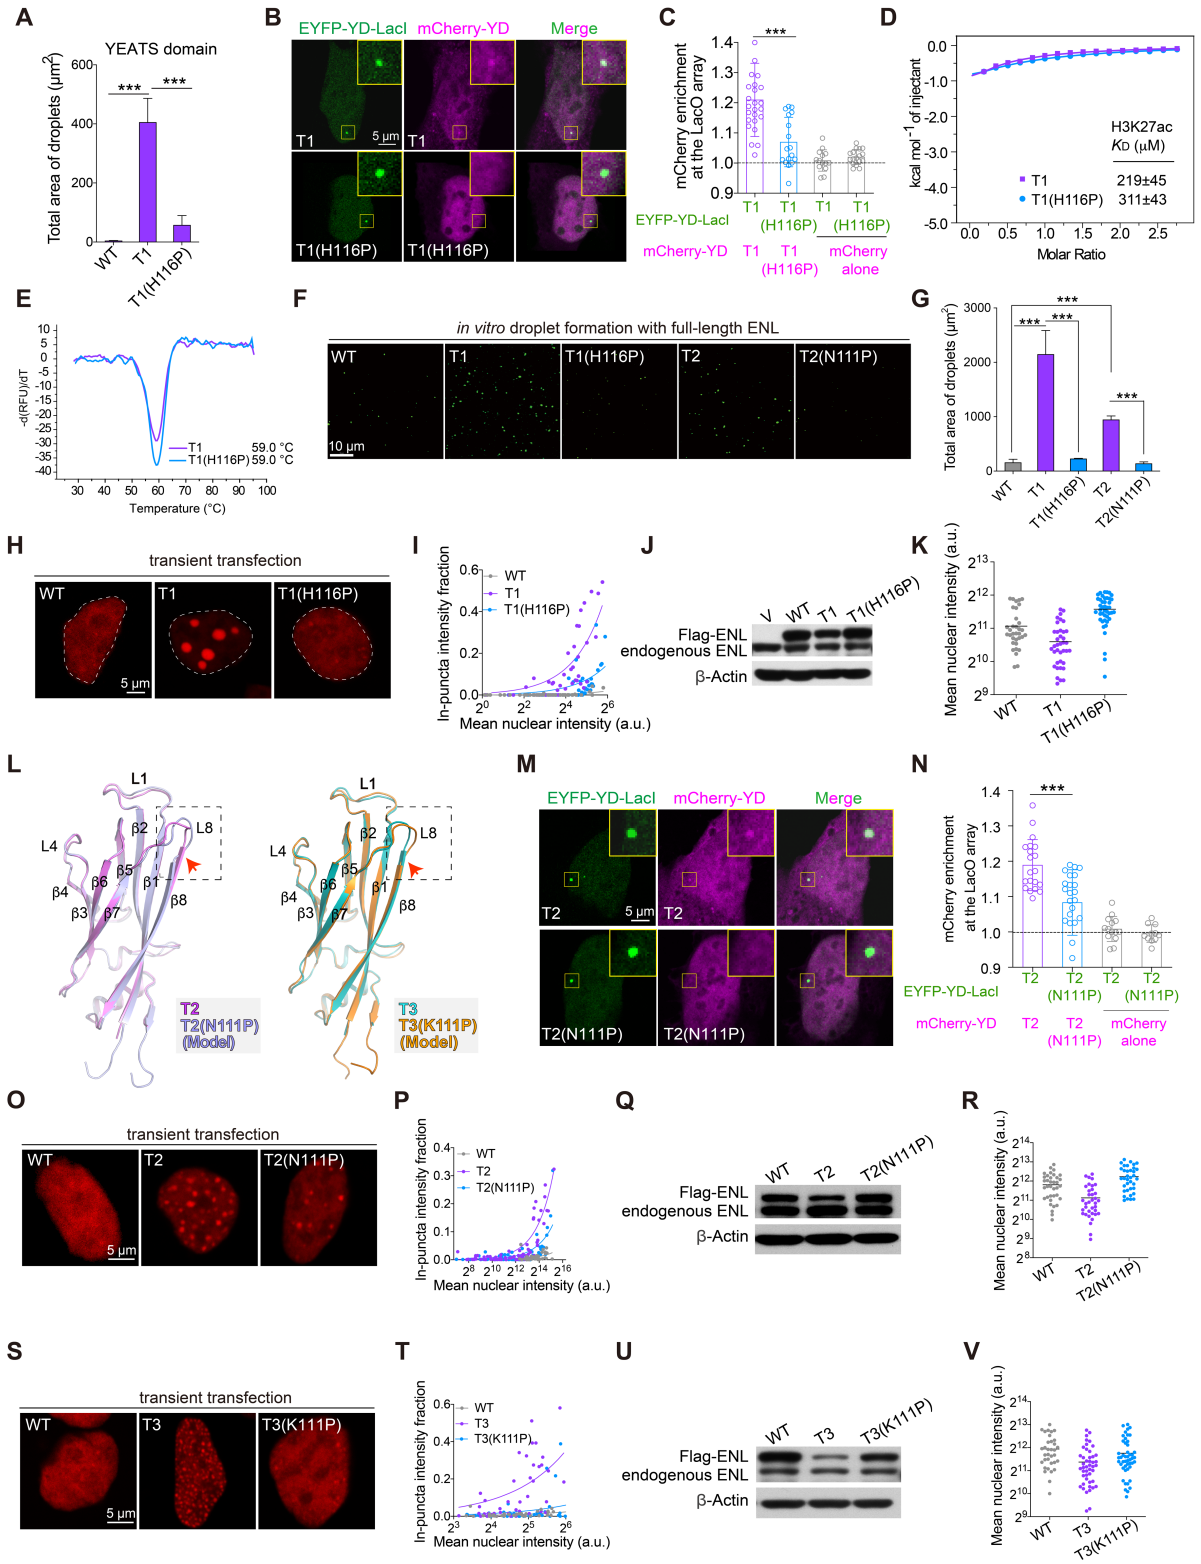 A
YEATS domain
Total area of droplets (µm²)
600
400
200
0
***
***
WT
T1
T1(H116P)
B
EYFP-YD-LacI
mCherry-YD
Merge
T1
5 µm
T1
T1(H116P)
T1(H116P)
C
mCherry enrichment
at the LacO array
1.4
1.3
1.2
1.1
1.0
0.9
***
EYFP-YD-LacI
T1
T1
(H116P)
T1
T1
(H116P)
mCherry-YD
T1
T1
(H116P)
mCherry
alone
D
kcal mol⁻¹ of injectant
0.0
-1.0
-2.0
-3.0
-4.0
-5.0
H3K27ac
KD (µM)
T1 219±45
T1(H116P) 311±43
0.0 0.5 1.0 1.5 2.0 2.5
Molar Ratio
E
-d(RFU)/dT
10
5
0
-5
-10
-15
-20
-25
-30
-35
-40
T1 59.0 °C
T1(H116P) 59.0 °C
30 40 50 60 70 80 90 100
Temperature (°C)
F
in vitro droplet formation with full-length ENL
WT
T1
T1(H116P)
T2
T2(N111P)
10 µm
G
Total area of droplets (µm²)
3000
2000
1000
0
***
***
***
***
WT
T1
T1(H116P)
T2
T2(N111P)
H
transient transfection
WT
T1
T1(H116P)
5 µm
I
In-puncta intensity fraction
0.6
0.4
0.2
0.0
WT
T1
T1(H116P)
2⁰ 2² 2⁴ 2⁶
Mean nuclear intensity (a.u.)
J
V
WT
T1
T1(H116P)
Flag-ENL
endogenous ENL
β-Actin
K
Mean nuclear intensity (a.u.)
2¹³
2¹²
2¹¹
2¹⁰
2⁹
WT
T1
T1(H116P)
L
L1
β2
L8
L4
β5
β6
β1
β4
β3
β7
β8
T2
T2(N111P)
(Model)
L1
β2
L8
L4
β5
β6
β1
β4
β3
β7
β8
T3
T3(K111P)
(Model)
M
EYFP-YD-LacI
mCherry-YD
Merge
T2
5 µm
T2
T2(N111P)
T2(N111P)
N
mCherry enrichment
at the LacO array
1.4
1.3
1.2
1.1
1.0
0.9
***
EYFP-YD-LacI
T2
T2
(N111P)
T2
T2
(N111P)
mCherry-YD
T2
T2
(N111P)
mCherry
alone
O
transient transfection
WT
T2
T2(N111P)
5 µm
P
In-puncta intensity fraction
0.4
0.3
0.2
0.1
0.0
WT
T2
T2(N111P)
2⁸ 2¹⁰ 2¹² 2¹⁴ 2¹⁶
Mean nuclear intensity (a.u.)
Q
WT
T2
T2(N111P)
Flag-ENL
endogenous ENL
β-Actin
R
Mean nuclear intensity (a.u.)
2¹⁴
2¹²
2¹¹
2¹⁰
2⁹
2⁸
WT
T2
T2(N111P)
S
transient transfection
WT
T3
T3(K111P)
5 µm
T
In-puncta intensity fraction
0.6
0.4
0.2
0.0
WT
T3
T3(K111P)
2³ 2⁴ 2⁵ 2⁶
Mean nuclear intensity (a.u.)
U
WT
T3
T3(K111P)
Flag-ENL
endogenous ENL
β-Actin
V
Mean nuclear intensity (a.u.)
2¹⁴
2¹³
2¹²
2¹¹
2¹⁰
2⁹
WT
T3
T3(K111P)